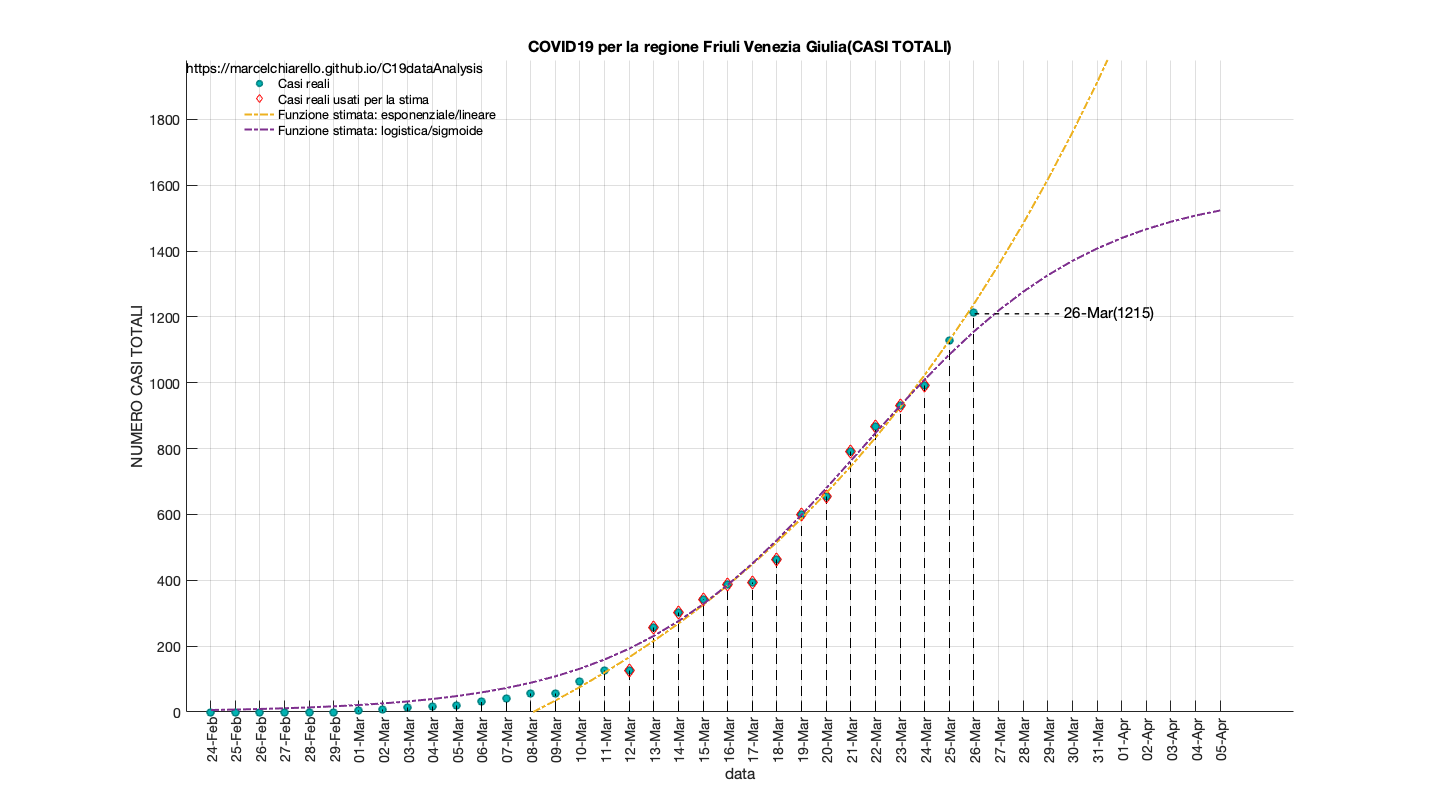 COVID19 per la regione Friuli Venezia Giulia(CASI TOTALI)
https://marcelchiarello.github.io/C19dataAnalysis
Casi reali
Casi reali usati per la stima
Funzione stimata: esponenziale/lineare
Funzione stimata: logistica/sigmoide
NUMERO CASI TOTALI
1800
1600
1400
1200
1000
800
600
400
200
0
26-Mar(1215)
24-Feb
25-Feb
26-Feb
27-Feb
28-Feb
29-Feb
01-Mar
02-Mar
03-Mar
04-Mar
05-Mar
06-Mar
07-Mar
08-Mar
09-Mar
10-Mar
11-Mar
12-Mar
13-Mar
14-Mar
15-Mar
16-Mar
17-Mar
18-Mar
19-Mar
20-Mar
21-Mar
22-Mar
23-Mar
24-Mar
25-Mar
26-Mar
27-Mar
28-Mar
29-Mar
30-Mar
31-Mar
01-Apr
02-Apr
03-Apr
04-Apr
05-Apr
data